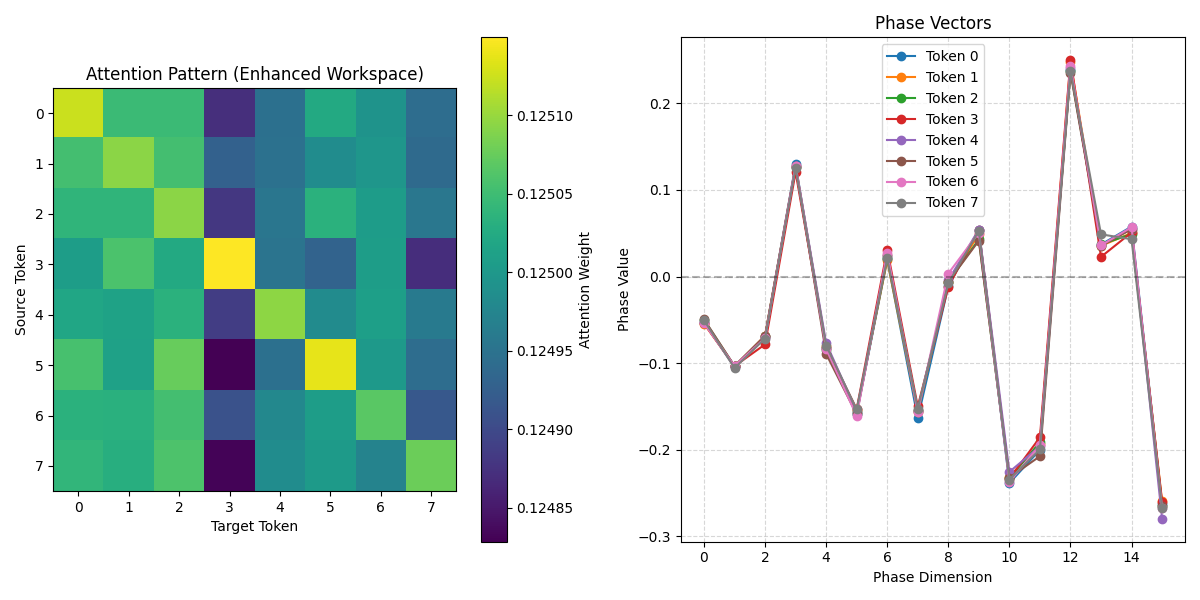 Attention Pattern (Enhanced Workspace)
0
1
2
3
4
5
6
7
Source Token
0 1 2 3 4 5 6 7
Target Token
0.12510
0.12505
0.12500
0.12495
0.12490
0.12485
Attention Weight
Phase Vectors
Token 0
Token 1
Token 2
Token 3
Token 4
Token 5
Token 6
Token 7
0.2
0.1
0.0
−0.1
−0.2
−0.3
Phase Value
0 2 4 6 8 10 12 14
Phase Dimension